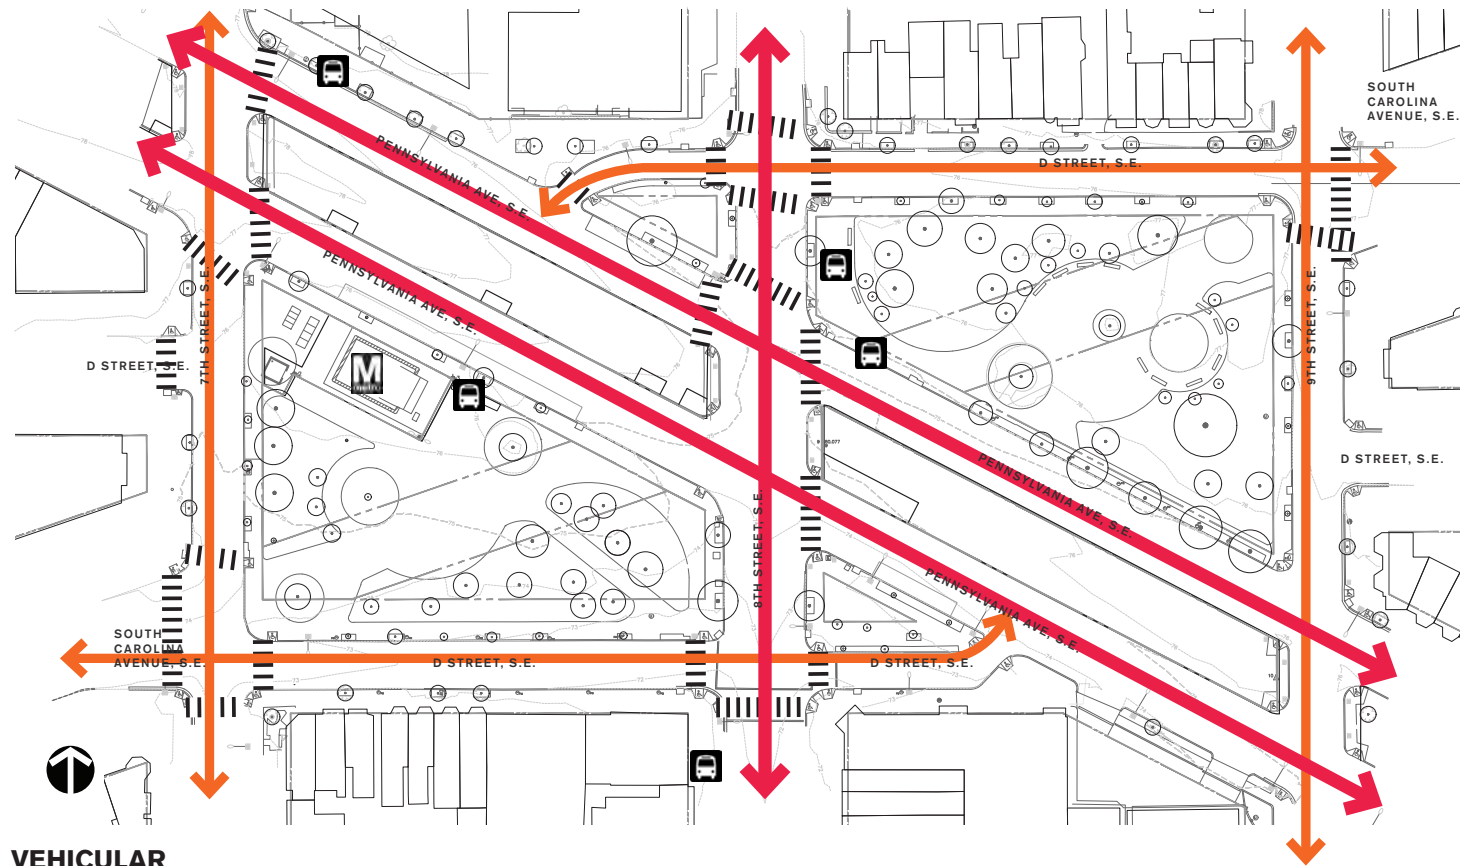 SOUTH
CAROLINA
AVENUE, S.E.
PENNSYLVANIA AVE, S.E.
D STREET, S.E.
PENNSYLVANIA AVE, S.E.
7TH STREET, S.E.
9TH STREET, S.E.
D STREET, S.E.
M
metro
D STREET, S.E.
PENNSYLVANIA AVE, S.E.
8TH STREET, S.E.
PENNSYLVANIA AVE, S.E.
SOUTH
CAROLINA
AVENUE, S.E.
D STREET, S.E.
D STREET, S.E.
VEHICULAR